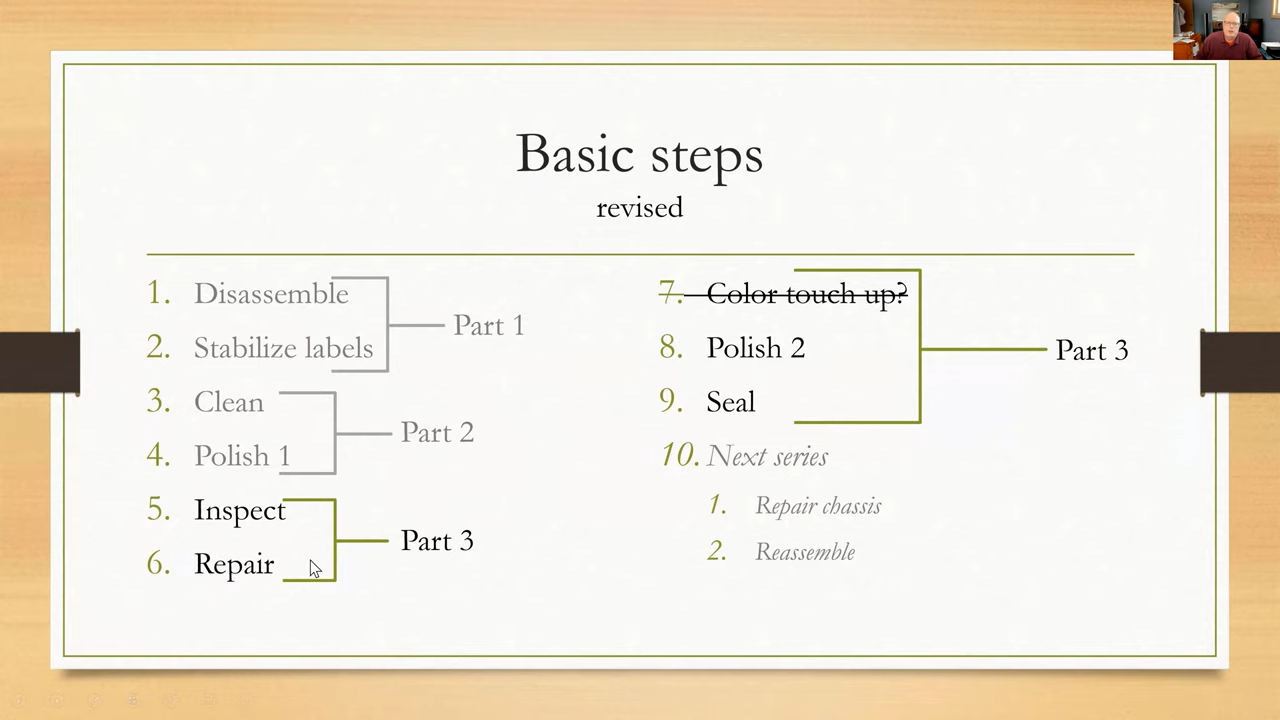 Basic steps
revised
1. Disassemble
2. Stabilize labels
Part 1
3. Clean
4. Polish 1
Part 2
5. Inspect
6. Repair
Part 3
7. Color touch up?
8. Polish 2
9. Seal
Part 3
10. Next series
1. Repair chassis
2. Reassemble